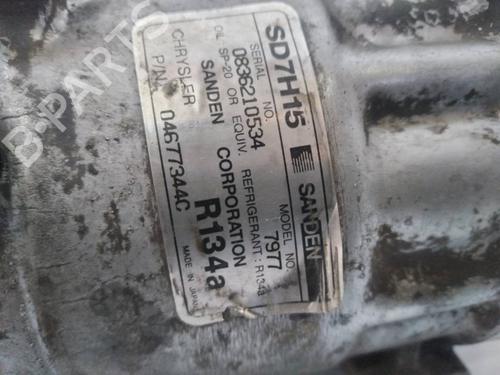 SD7H15 SANDEN
SERIAL NO. MODEL NO.
0836210534 7977
OIL SP-20 OR EQUIV. REFRIGERANT: R134a
SANDEN CORPORATION
CHRYSLER R134a
P/N. 04677344C
MADE IN JAPAN
B-PARTS
B-PARTS